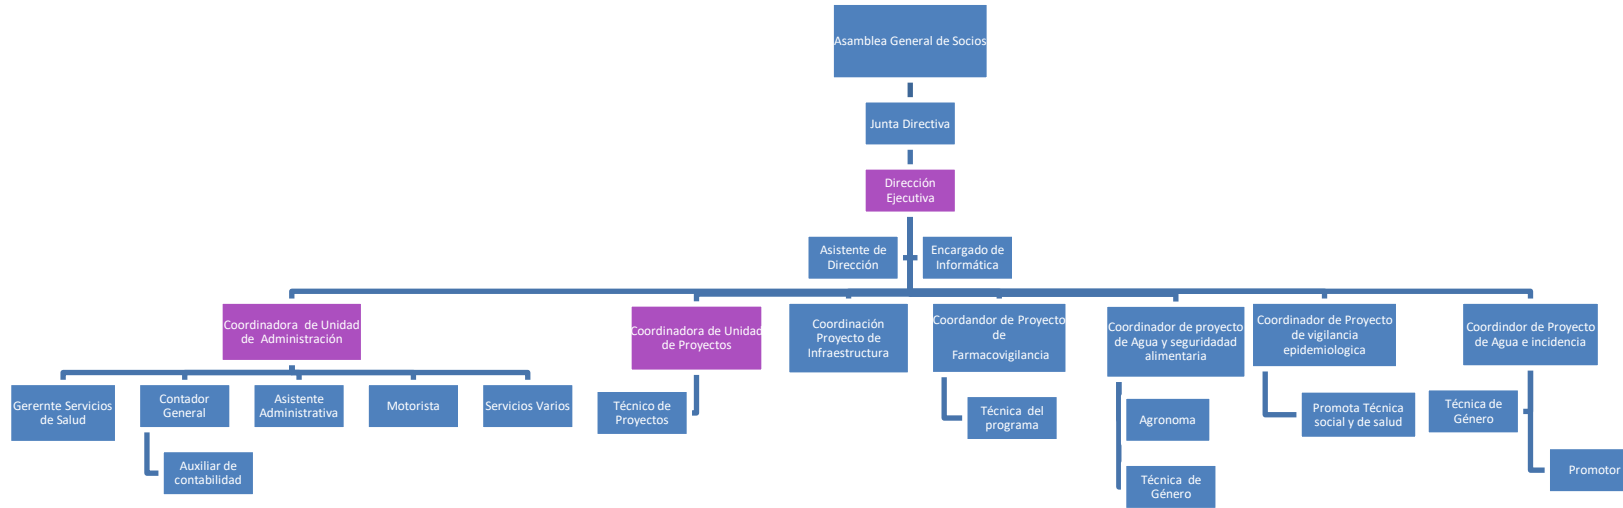 Asamblea General de Socios
Junta Directiva
Dirección
Ejecutiva
Asistente de
Dirección
Encargado de
Informática
Coordinadora de Unidad
de Administración
Coordinadora de Unidad
de Proyectos
Coordinación
Proyecto de
Infraestructura
Coordandor de Proyecto
de
Farmacovigilancia
Coordinador de proyecto
de Agua y seguridadad
alimentaria
Coordinador de Proyecto
de vigilancia
epidemiologica
Coordindor de Proyecto
de Agua e incidencia
Gerernte Servicios
de Salud
Contador
General
Asistente
Administrativa
Motorista
Servicios Varios
Técnico de
Proyectos
Técnica del
programa
Agronoma
Promota Técnica
social y de salud
Técnica de
Género
Auxiliar de
contabilidad
Técnica de
Género
Promotor